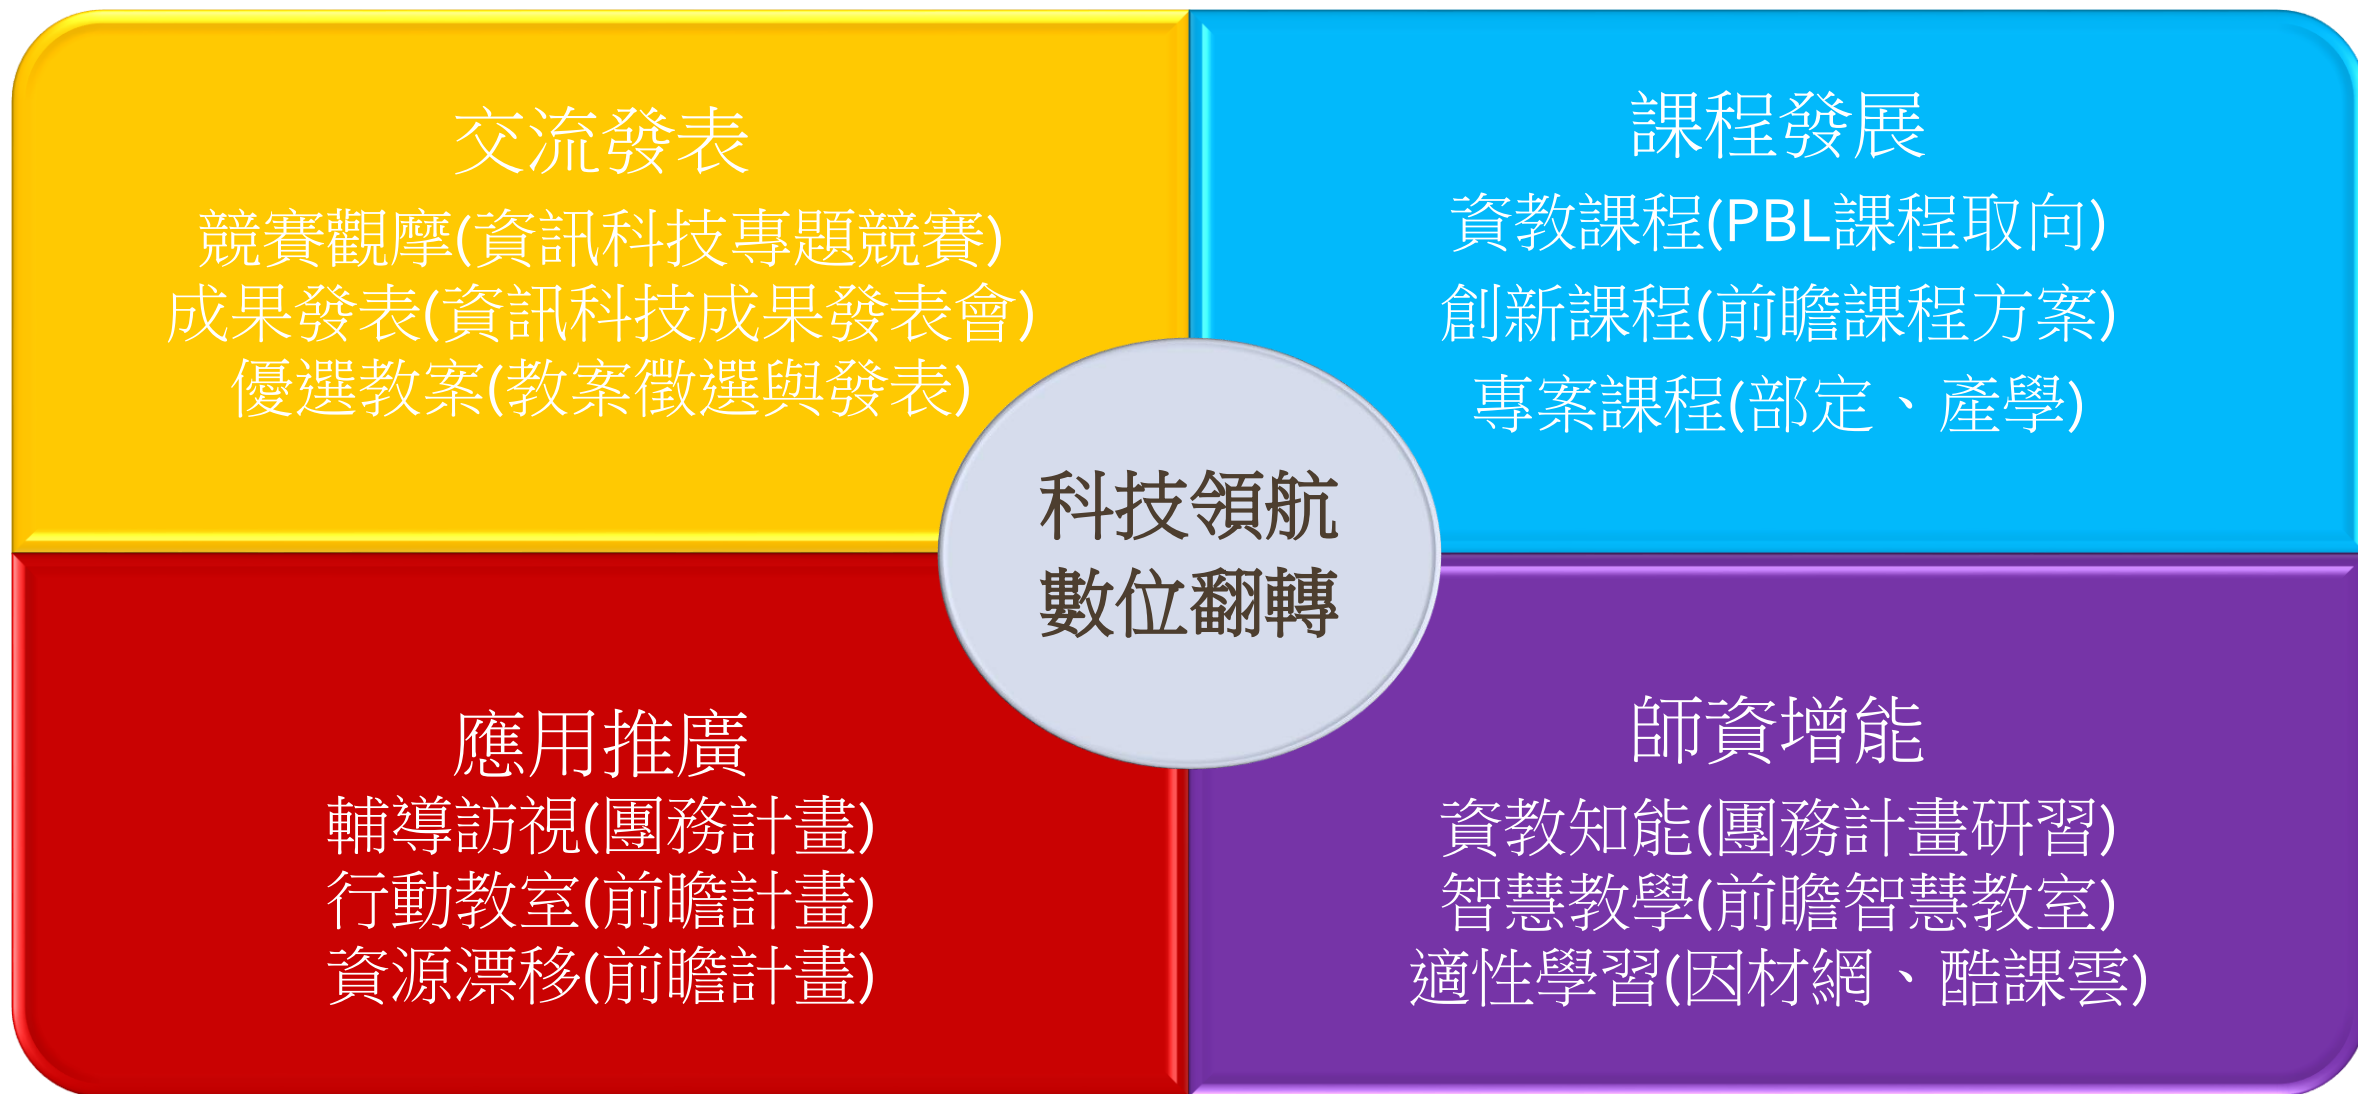 交流發表
競賽觀摩(資訊科技專題競賽)
成果發表(資訊科技成果發表會)
優選教案(教案徵選與發表)
課程發展
資教課程(PBL課程取向)
創新課程(前瞻課程方案)
專案課程(部定、產學)
科技領航
數位翻轉
應用推廣
輔導訪視(團務計畫)
行動教室(前瞻計畫)
資源漂移(前瞻計畫)
師資增能
資教知能(團務計畫研習)
智慧教學(前瞻智慧教室)
適性學習(因材網、酷課雲)